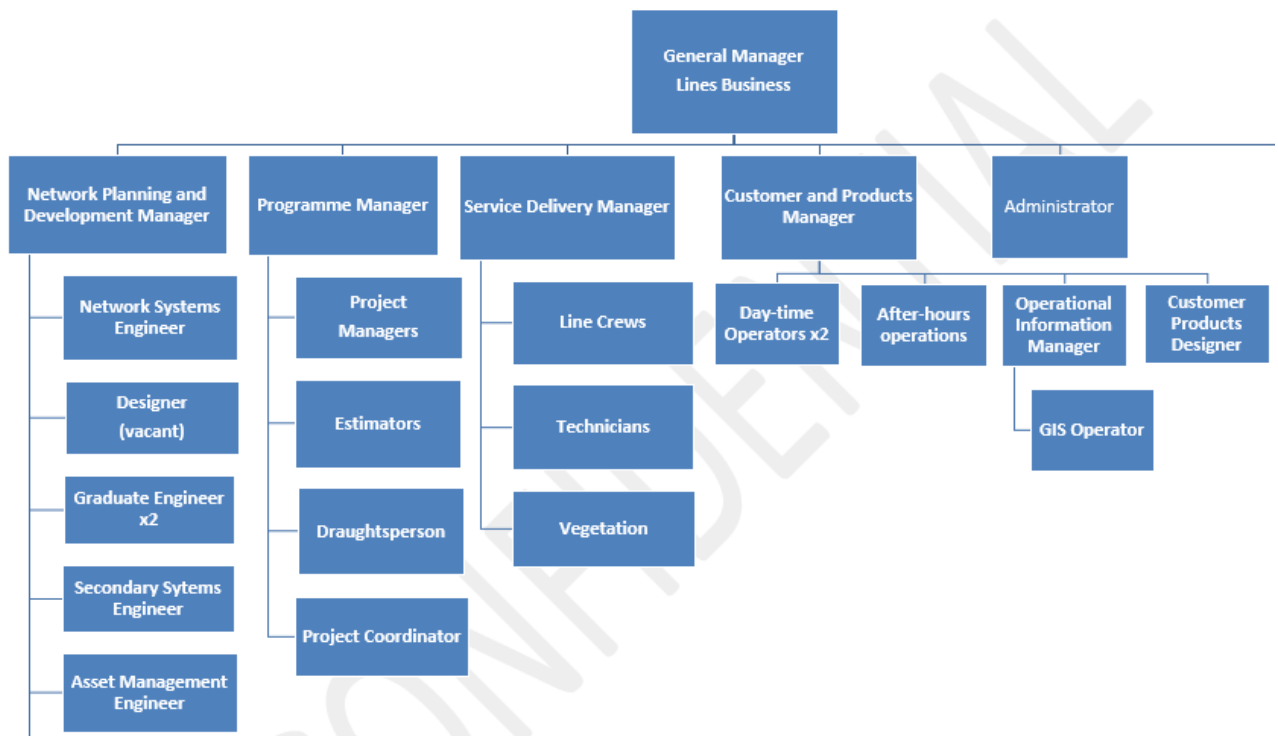 General Manager
Lines Business
Network Planning and
Development Manager
Programme Manager
Service Delivery Manager
Customer and Products
Manager
Administrator
Network Systems
Engineer
Designer
(vacant)
Graduate Engineer
x2
Secondary Sytems
Engineer
Asset Management
Engineer
Project
Managers
Estimators
Draughtsperson
Project Coordinator
Line Crews
Technicians
Vegetation
Day-time
Operators x2
After-hours
operations
Operational
Information
Manager
Customer
Products
Designer
GIS Operator
CONFIDENTIAL